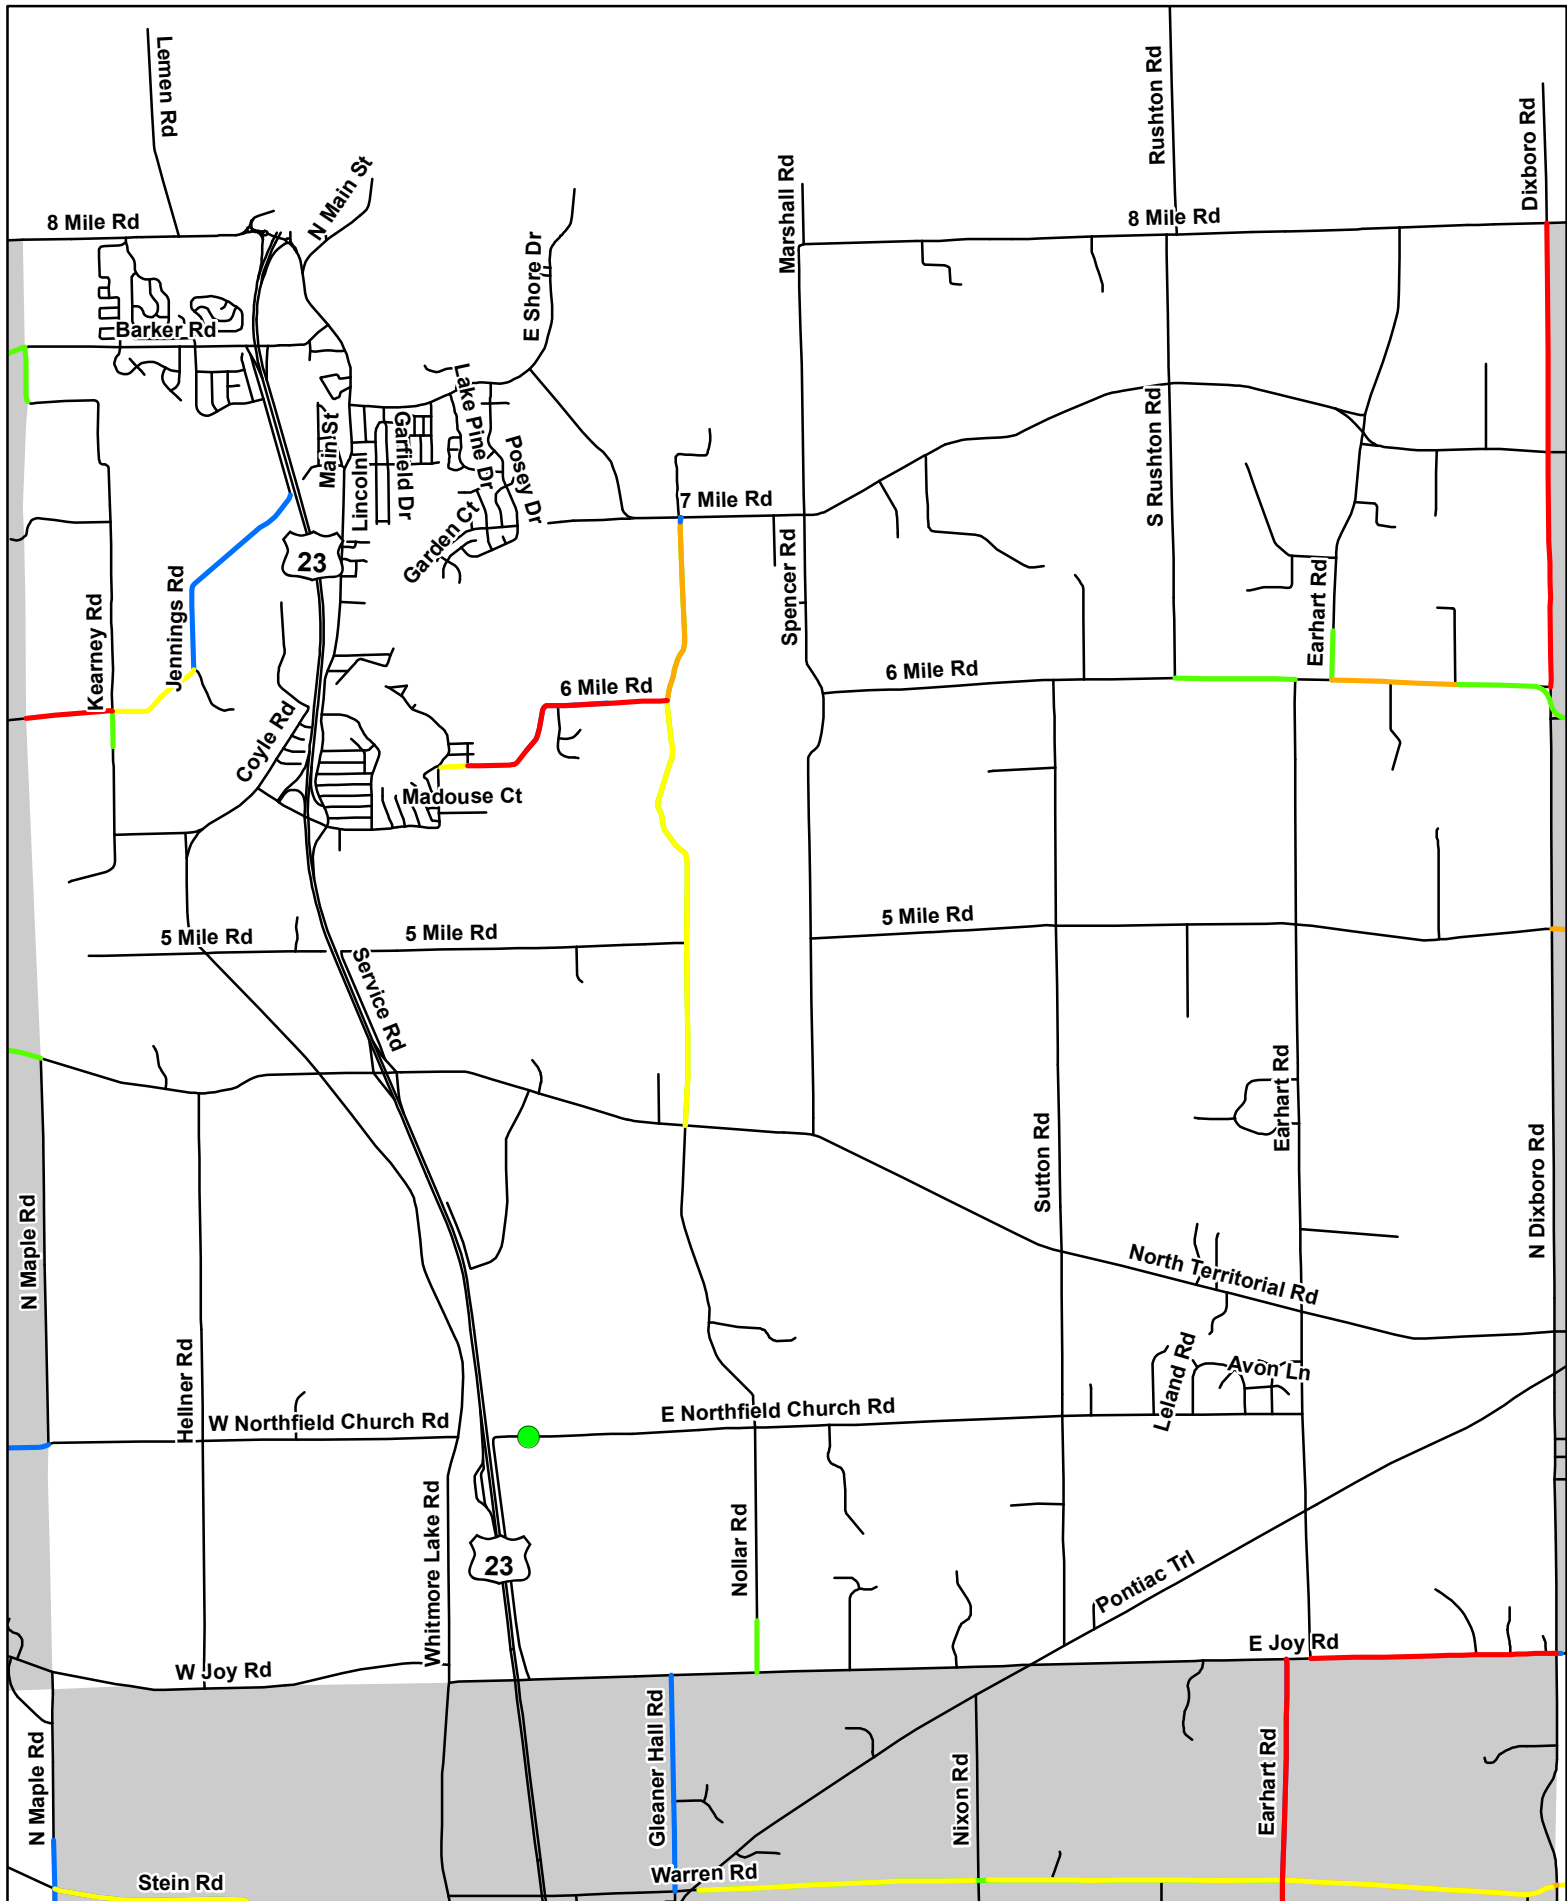 Lemen Rd
Rushton Rd
Dixboro Rd
N Main St
Marshall Rd
8 Mile Rd
8 Mile Rd
E Shore Dr
Barker Rd
Lake Pine Dr
Main St
Garfield Dr
S Rushton Rd
Posey Dr
Lincoln
7 Mile Rd
Garden Ct
23
Spencer Rd
Earhart Rd
Jennings Rd
Kearney Rd
6 Mile Rd
6 Mile Rd
Coyle Rd
Madouse Ct
5 Mile Rd
5 Mile Rd
5 Mile Rd
Service Rd
Earhart Rd
Sutton Rd
N Dixboro Rd
N Maple Rd
North Territorial Rd
Hellner Rd
Leland Rd
Avon Ln
W Northfield Church Rd
E Northfield Church Rd
Whitmore Lake Rd
Nollar Rd
23
Pontiac Trl
E Joy Rd
W Joy Rd
Gleaner Hall Rd
N Maple Rd
Nixon Rd
Earhart Rd
Warren Rd
Stein Rd